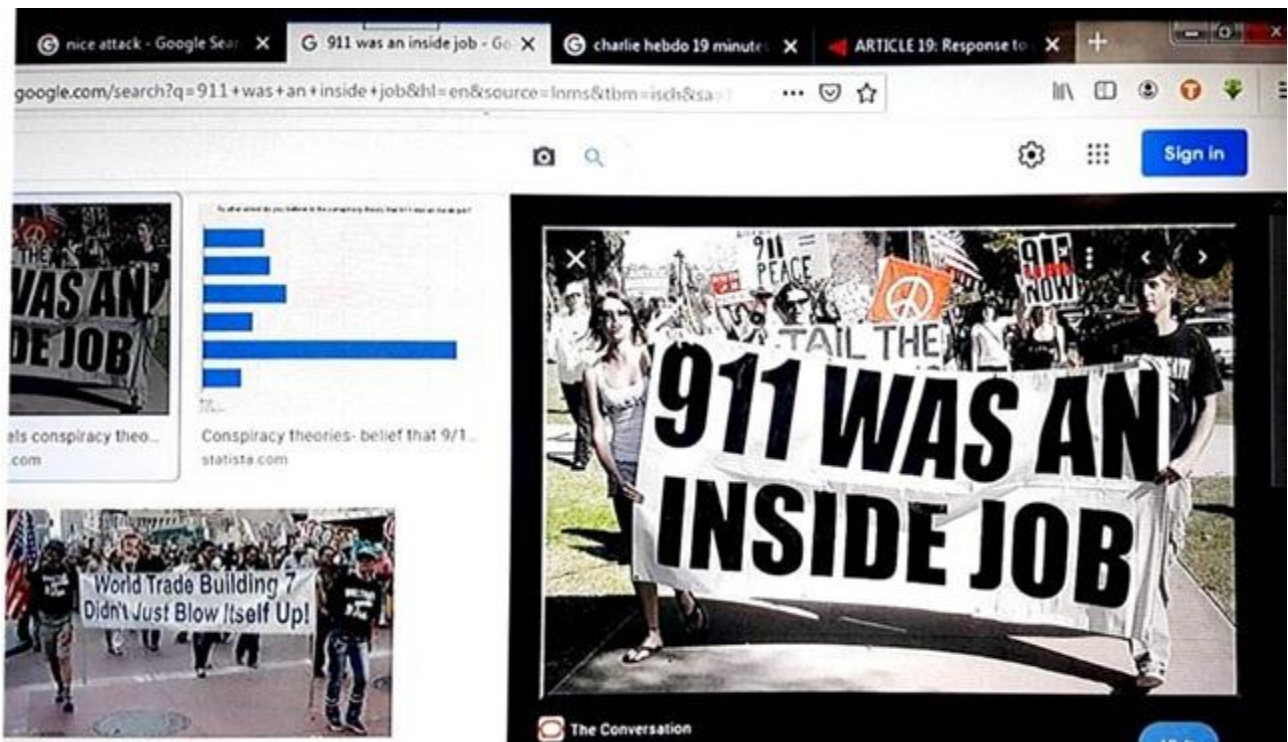 nice attack - Google Sear
911 was an inside job - Go
charlie hebdo 19 minute
ARTICLE 19: Response to
google.com/search?q=911+was+an+inside+job&hl=en&source=lnms&tbm=isch&sa=
Sign in
THE
WAS AN
DE JOB
els conspiracy theo...
.com
Conspiracy theories- belief that 9/1...
statista.com
World Trade Building 7
Didn't Just Blow Itself Up!
911 =
PEACE
NOW
TAIL THE
911 WAS AN
INSIDE JOB
The Conversation